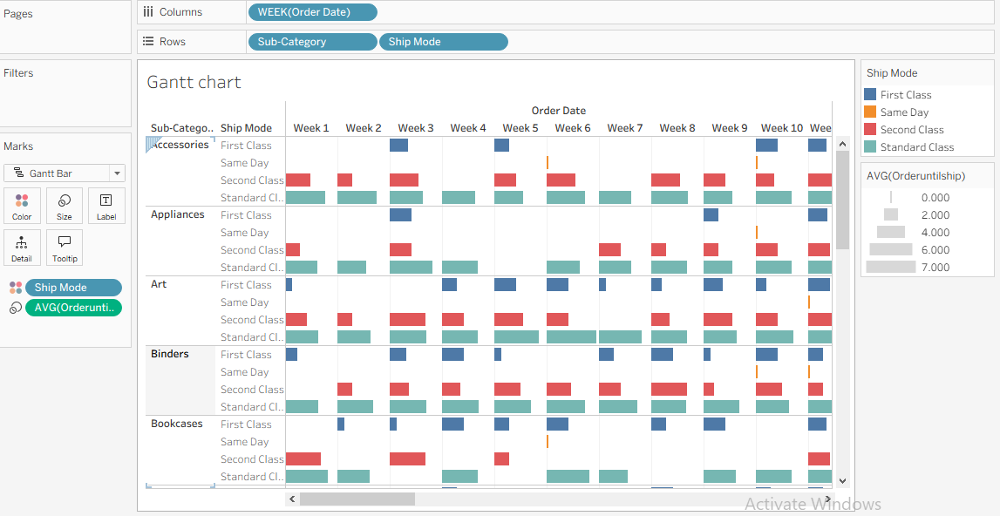 Pages
Columns
WEEK(Order Date)
Rows
Sub-Category
Ship Mode
Filters
Marks
Gantt Bar
Color
Size
Label
Detail
Tooltip
Ship Mode
AVG(Orderunti..
Gantt chart
Order Date
Sub-Catego.. Ship Mode Week 1 Week 2 Week 3 Week 4 Week 5 Week 6 Week 7 Week 8 Week 9 Week 10 Wee
Accessories First Class
Same Day
Second Class
Standard Cl..
Appliances First Class
Same Day
Second Class
Standard Cl..
Art First Class
Same Day
Second Class
Standard Cl..
Binders First Class
Same Day
Second Class
Standard Cl..
Bookcases First Class
Same Day
Second Class
Standard Cl..
Ship Mode
First Class
Same Day
Second Class
Standard Class
AVG(Orderuntilship)
0.000
2.000
4.000
6.000
7.000
Activate Windows